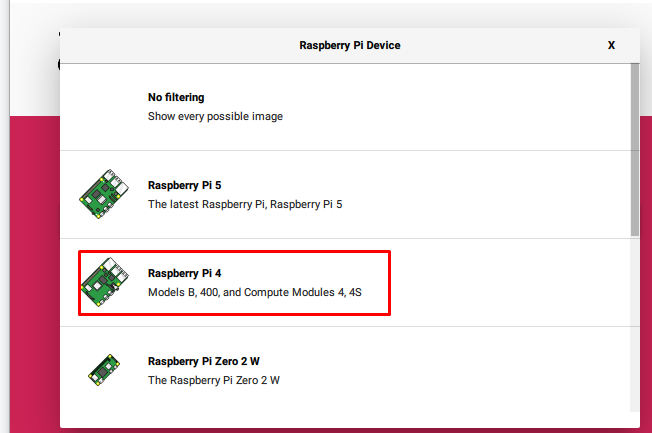 Raspberry Pi Device X
No filtering
Show every possible image
Raspberry Pi 5
The latest Raspberry Pi, Raspberry Pi 5
Raspberry Pi 4
Models B, 400, and Compute Modules 4, 4S
Raspberry Pi Zero 2 W
The Raspberry Pi Zero 2 W